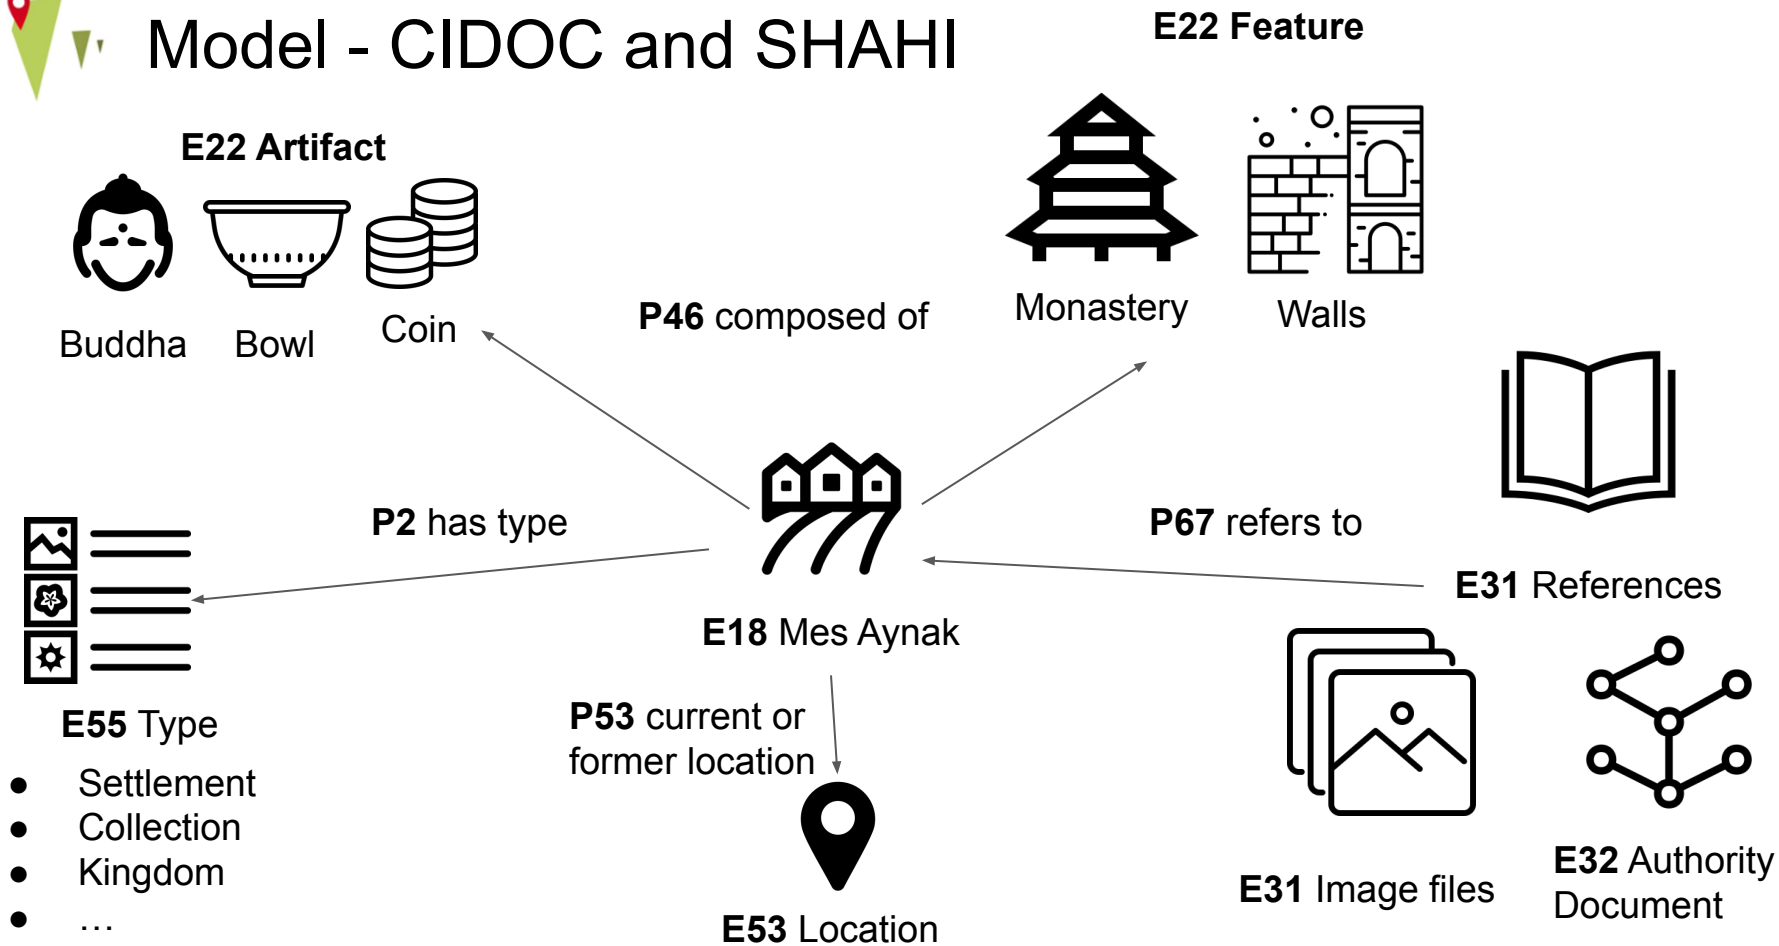 Model - CIDOC and SHAHI
E22 Feature
E22 Artifact
Buddha
Bowl
Coin
P46 composed of
Monastery
Walls
P2 has type
P67 refers to
E31 References
E18 Mes Aynak
E55 Type
● Settlement
● Collection
● Kingdom
● …
P53 current or
former location
E53 Location
E31 Image files
E32 Authority
Document